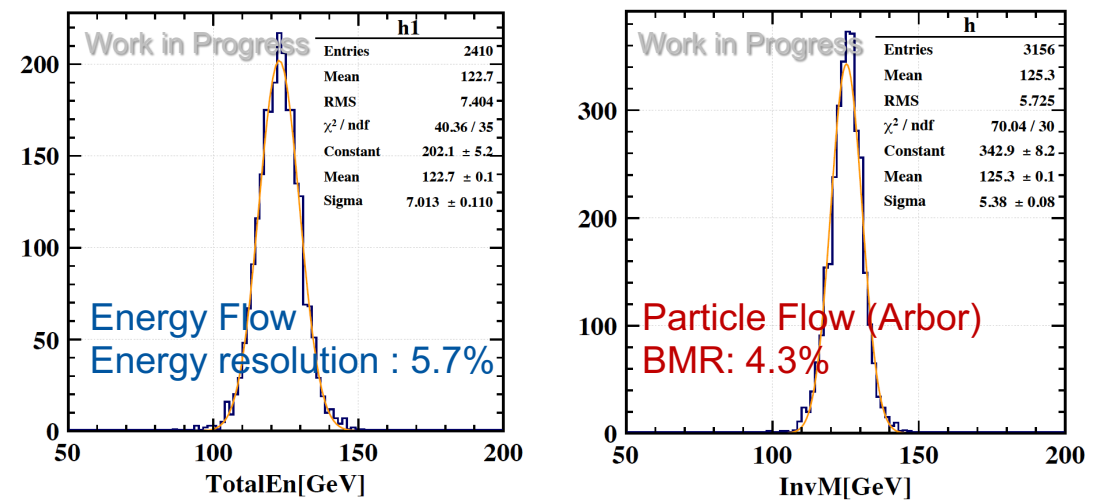 Work in Progress
h1
Entries 2410
Mean 122.7
RMS 7.404
χ² / ndf 40.36 / 35
Constant 202.1 ± 5.2
Mean 122.7 ± 0.1
Sigma 7.013 ± 0.110
200
150
100
50
0
Energy Flow
Energy resolution : 5.7%
50 100 150 200
TotalEn[GeV]
Work in Progress
h
Entries 3156
Mean 125.3
RMS 5.725
χ² / ndf 70.04 / 30
Constant 342.9 ± 8.2
Mean 125.3 ± 0.1
Sigma 5.38 ± 0.08
300
200
100
0
Particle Flow (Arbor)
BMR: 4.3%
50 100 150 200
InvM[GeV]